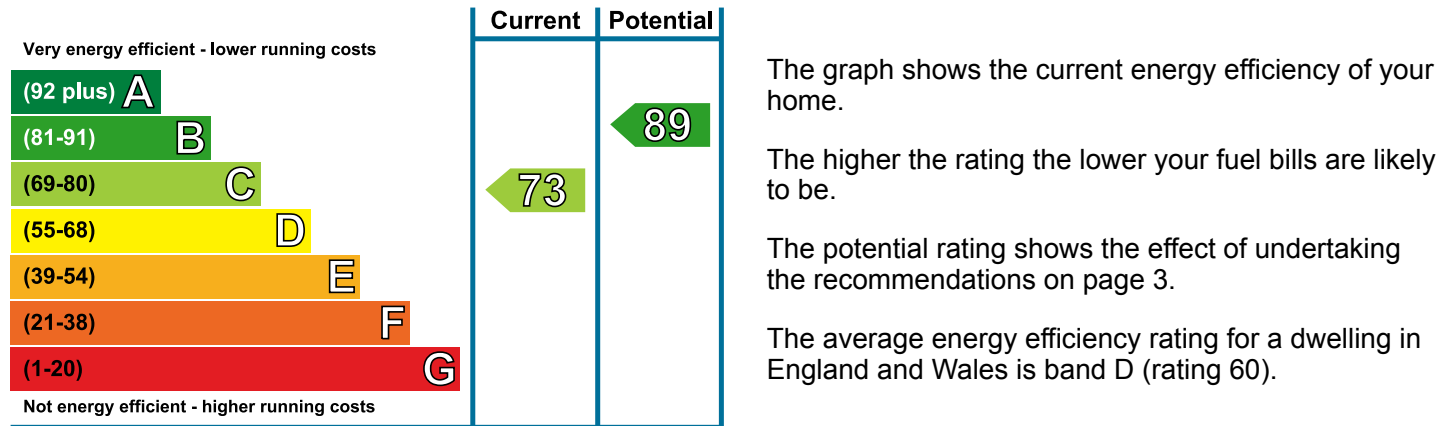 Current Potential
Very energy efficient - lower running costs
(92 plus) A
(81-91) B
89
(69-80) C
73
(55-68) D
(39-54) E
(21-38) F
(1-20) G
Not energy efficient - higher running costs
The graph shows the current energy efficiency of your
home.
The higher the rating the lower your fuel bills are likely
to be.
The potential rating shows the effect of undertaking
the recommendations on page 3.
The average energy efficiency rating for a dwelling in
England and Wales is band D (rating 60).